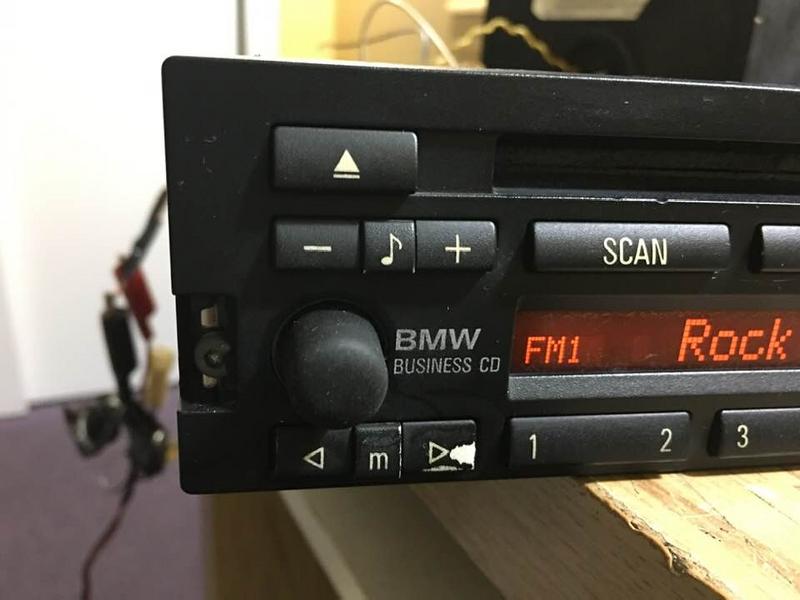 SCAN
BMW
BUSINESS CD
FM1 Rock
m
1 2 3